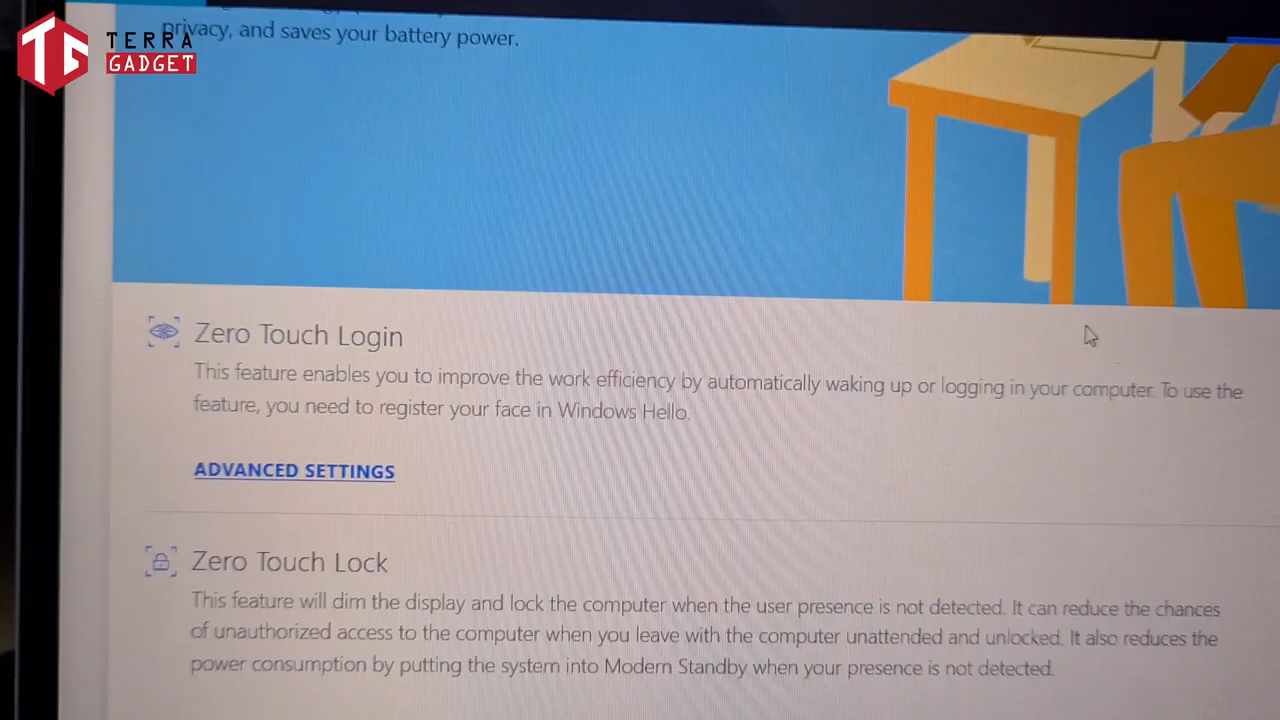 TERRA
GADGET
privacy, and saves your battery power.
Zero Touch Login
This feature enables you to improve the work efficiency by automatically waking up or logging in your computer. To use the
feature, you need to register your face in Windows Hello.
ADVANCED SETTINGS
Zero Touch Lock
This feature will dim the display and lock the computer when the user presence is not detected. It can reduce the chances
of unauthorized access to the computer when you leave with the computer unattended and unlocked. It also reduces the
power consumption by putting the system into Modern Standby when your presence is not detected.